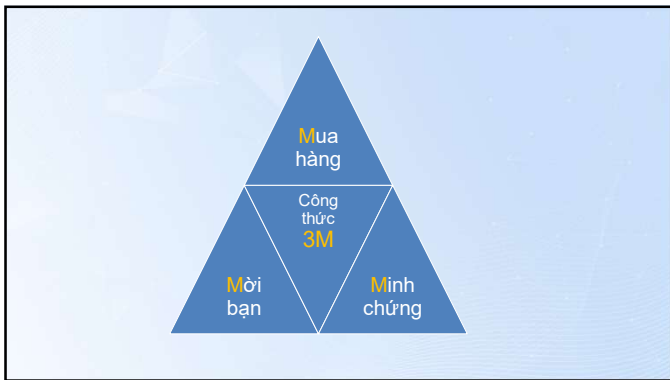 Mua
hàng
Công
thức
3M
Mời
bạn
Minh
chứng